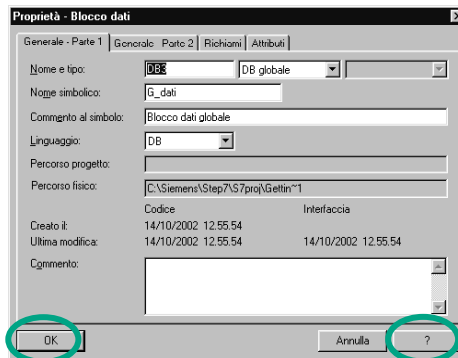 Proprietà - Blocco dati
Generale - Parte 1 Generale Parte 2 Richiami Attributi
Nome e tipo: DB3 DB globale
Nome simbolico: G_dati
Commento al simbolo: Blocco dati globale
Linguaggio: DB
Percorso progetto:
Percorso fisico: C:\Siemens\Step7\S7proj\Gettin~1
Codice Interfaccia
Creato il: 14/10/2002 12.55.54
Ultima modifica: 14/10/2002 12.55.54 14/10/2002 12.55.54
Commento:
OK Annulla ?